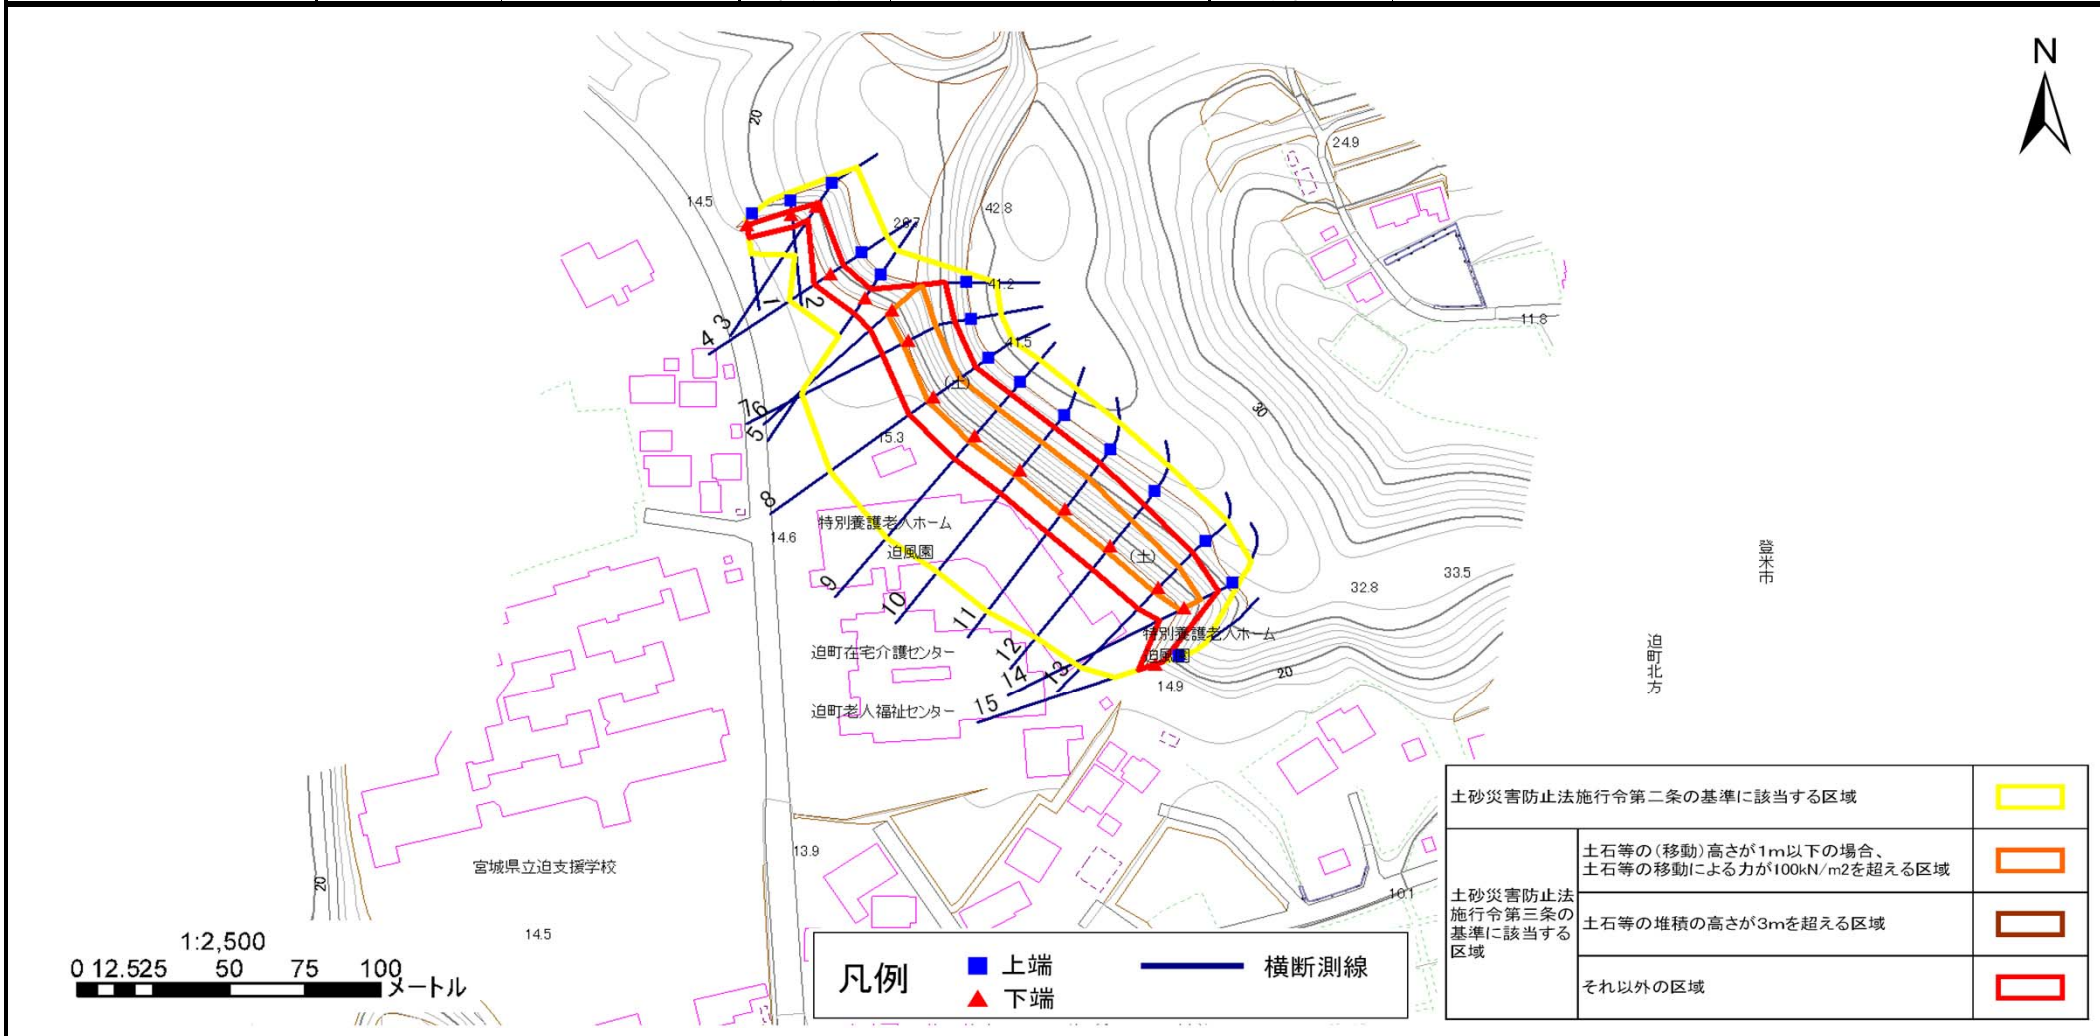 N
20
24.9
14.5
26.7
42.8
41.2
1
2
3
4
11.8
41.5
(土)
7
6
5
30
15.3
8
特別養護老人ホーム
14.6
迫風園
(土)
登米市
9
10
11
33.5
32.8
特別養護老人ホーム
迫風園
12
迫町在宅介護センター
迫町北方
14
13
14.9
20
15
迫町老人福祉センター
土砂災害防止法施行令第二条の基準に該当する区域
土石等の(移動)高さが1m以下の場合、
土石等の移動による力が100kN/m2を超える区域
土砂災害防止法
施行令第三条の
基準に該当する
区域
土石等の堆積の高さが3mを超える区域
それ以外の区域
13.9
宮城県立迫支援学校
20
10.1
14.5
1:2,500
0 12.525 50 75 100
メートル
凡例
上端
下端
横断測線